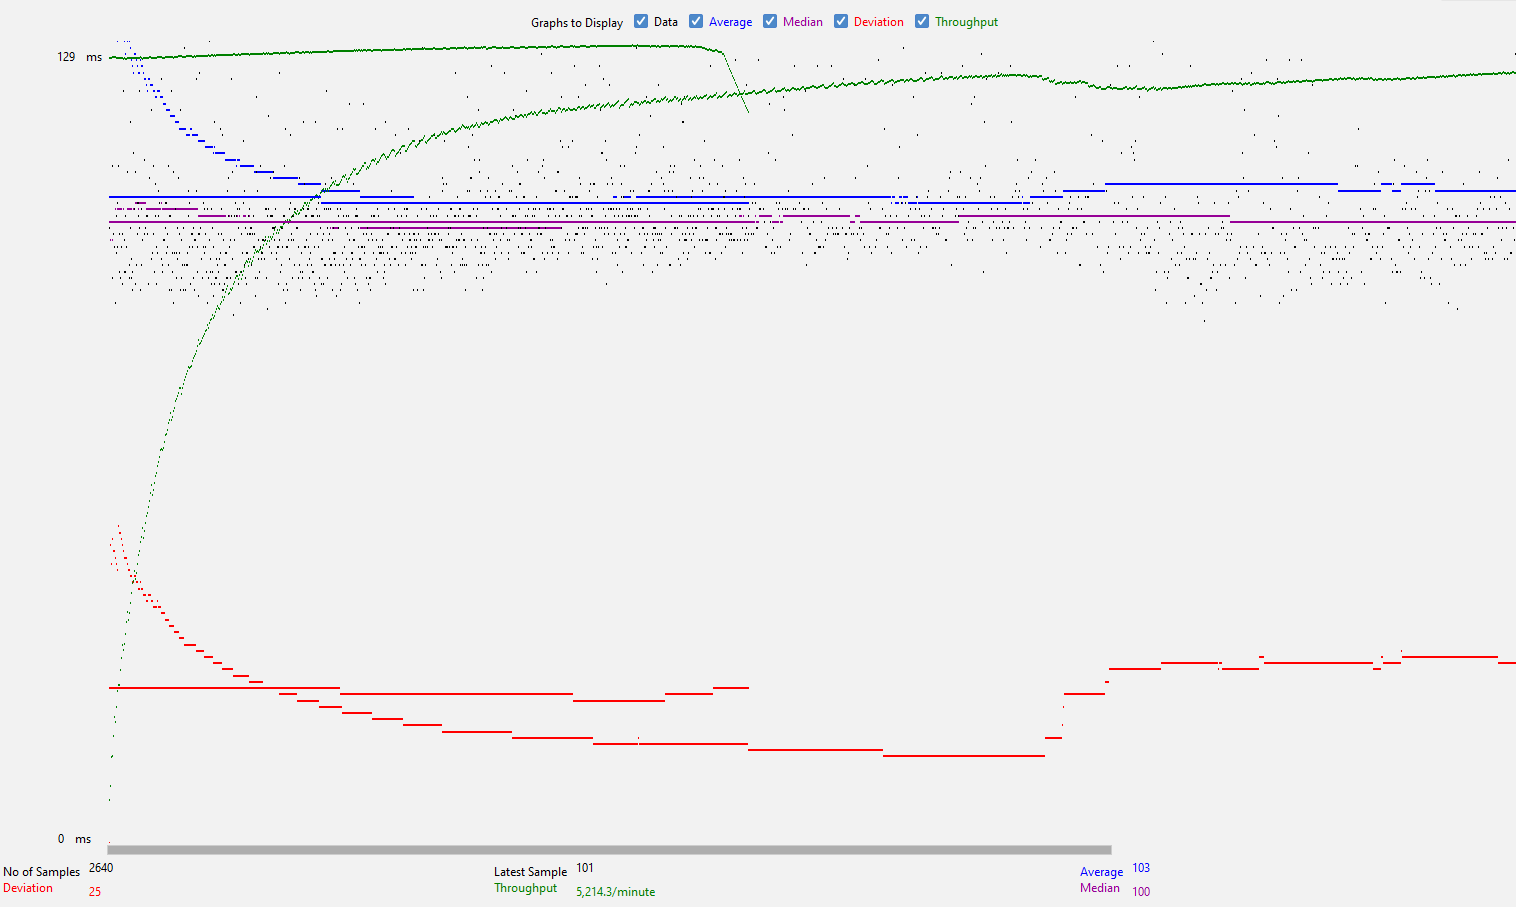 Graphs to Display Data Average Median Deviation Throughput
129 ms
0 ms
No of Samples 2640 Latest Sample 101 Average 103
Deviation 25 Throughput 5,214.3/minute Median 100